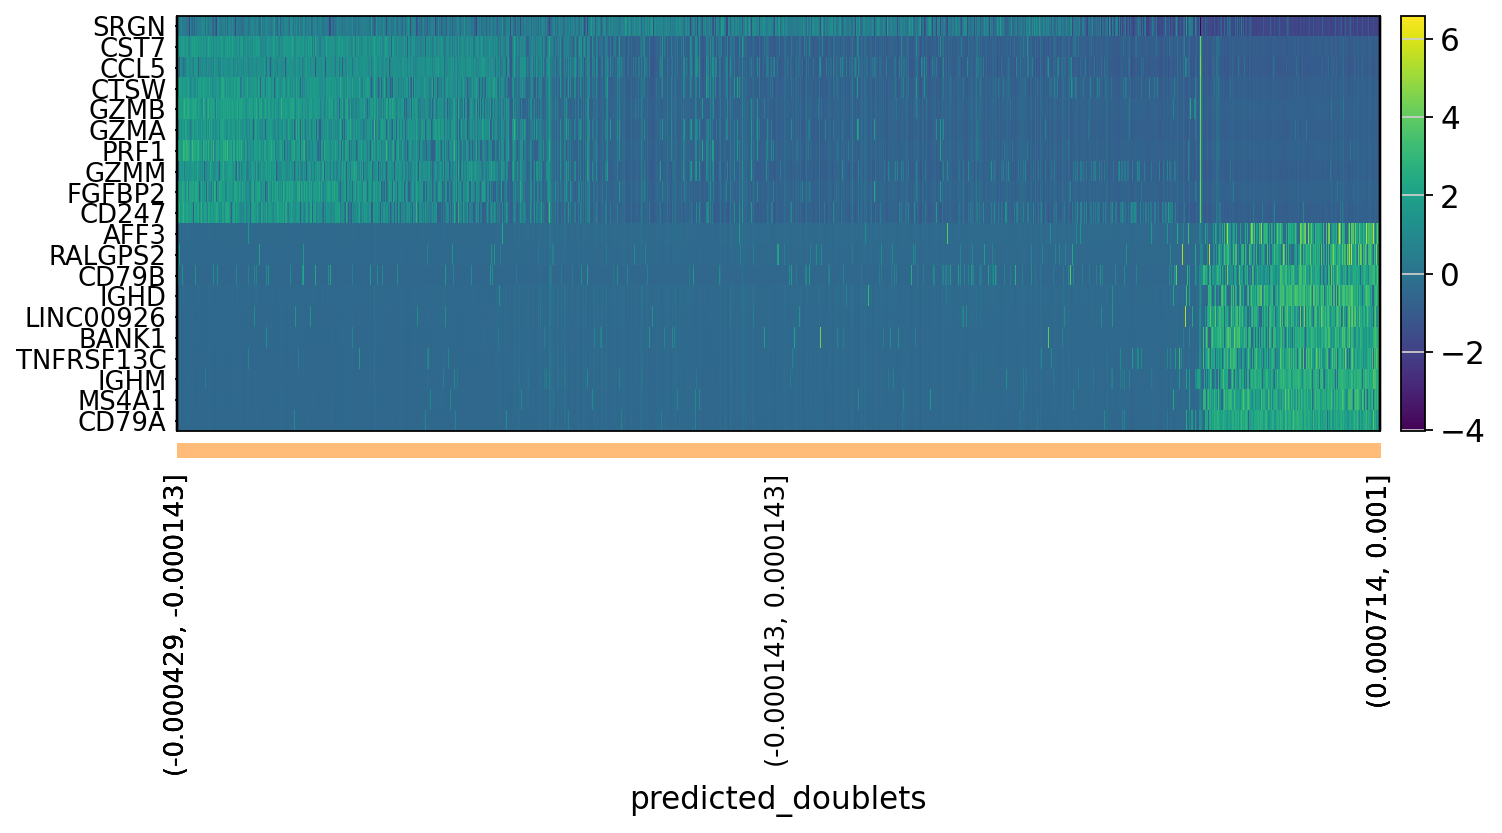 SRGN
CST7
CCL5
CTSW
GZMB
GZMA
PRF1
GZMM
FGFBP2
CD247
AFF3
RALGPS2
CD79B
IGHD
LINC00926
BANK1
TNFRSF13C
IGHM
MS4A1
CD79A
6
4
2
0
−2
−4
(-0.000429, -0.000143]
(-0.000143, 0.000143]
(0.000714, 0.001]
predicted_doublets